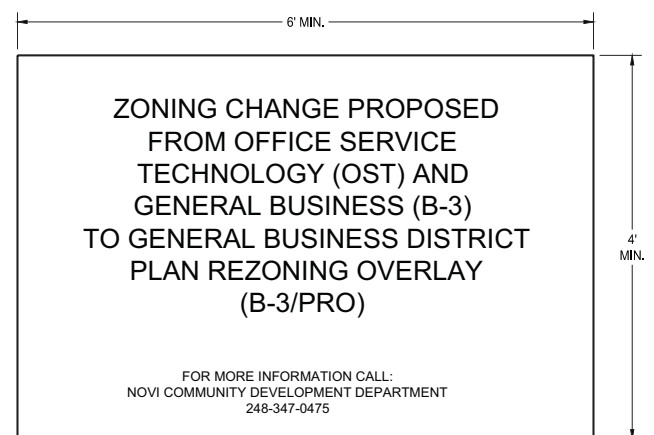 6' MIN.
ZONING CHANGE PROPOSED
FROM OFFICE SERVICE
TECHNOLOGY (OST) AND
GENERAL BUSINESS (B-3)
TO GENERAL BUSINESS DISTRICT
PLAN REZONING OVERLAY
(B-3/PRO)
4'
MIN.
FOR MORE INFORMATION CALL:
NOVI COMMUNITY DEVELOPMENT DEPARTMENT
248-347-0475